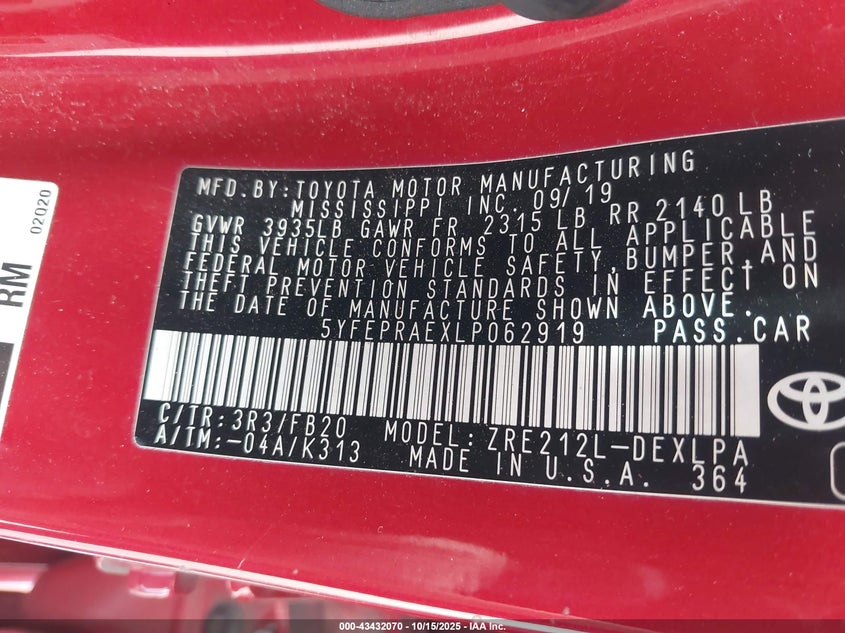 02020
RM
MFD.BY:TOYOTA MOTOR MANUFACTURING
MISSISSIPPI INC. 09/19
GVWR 3935LB GAWR FR 2315 LB RR 2140 LB
THIS VEHICLE CONFORMS TO ALL APPLICABLE
FEDERAL MOTOR VEHICLE SAFETY,BUMPER,AND
THEFT PREVENTION STANDARDS IN EFFECT ON
THE DATE OF MANUFACTURE SHOWN ABOVE.
5YFEPRAEXLP062919 PASS.CAR
C/TR:3R3/FB20 MODEL:ZRE212L-DEXLPA
A/TM:-04A/K313 MADE IN U.S.A. 364
000-43432070 - 10/15/2025 - IAA Inc.